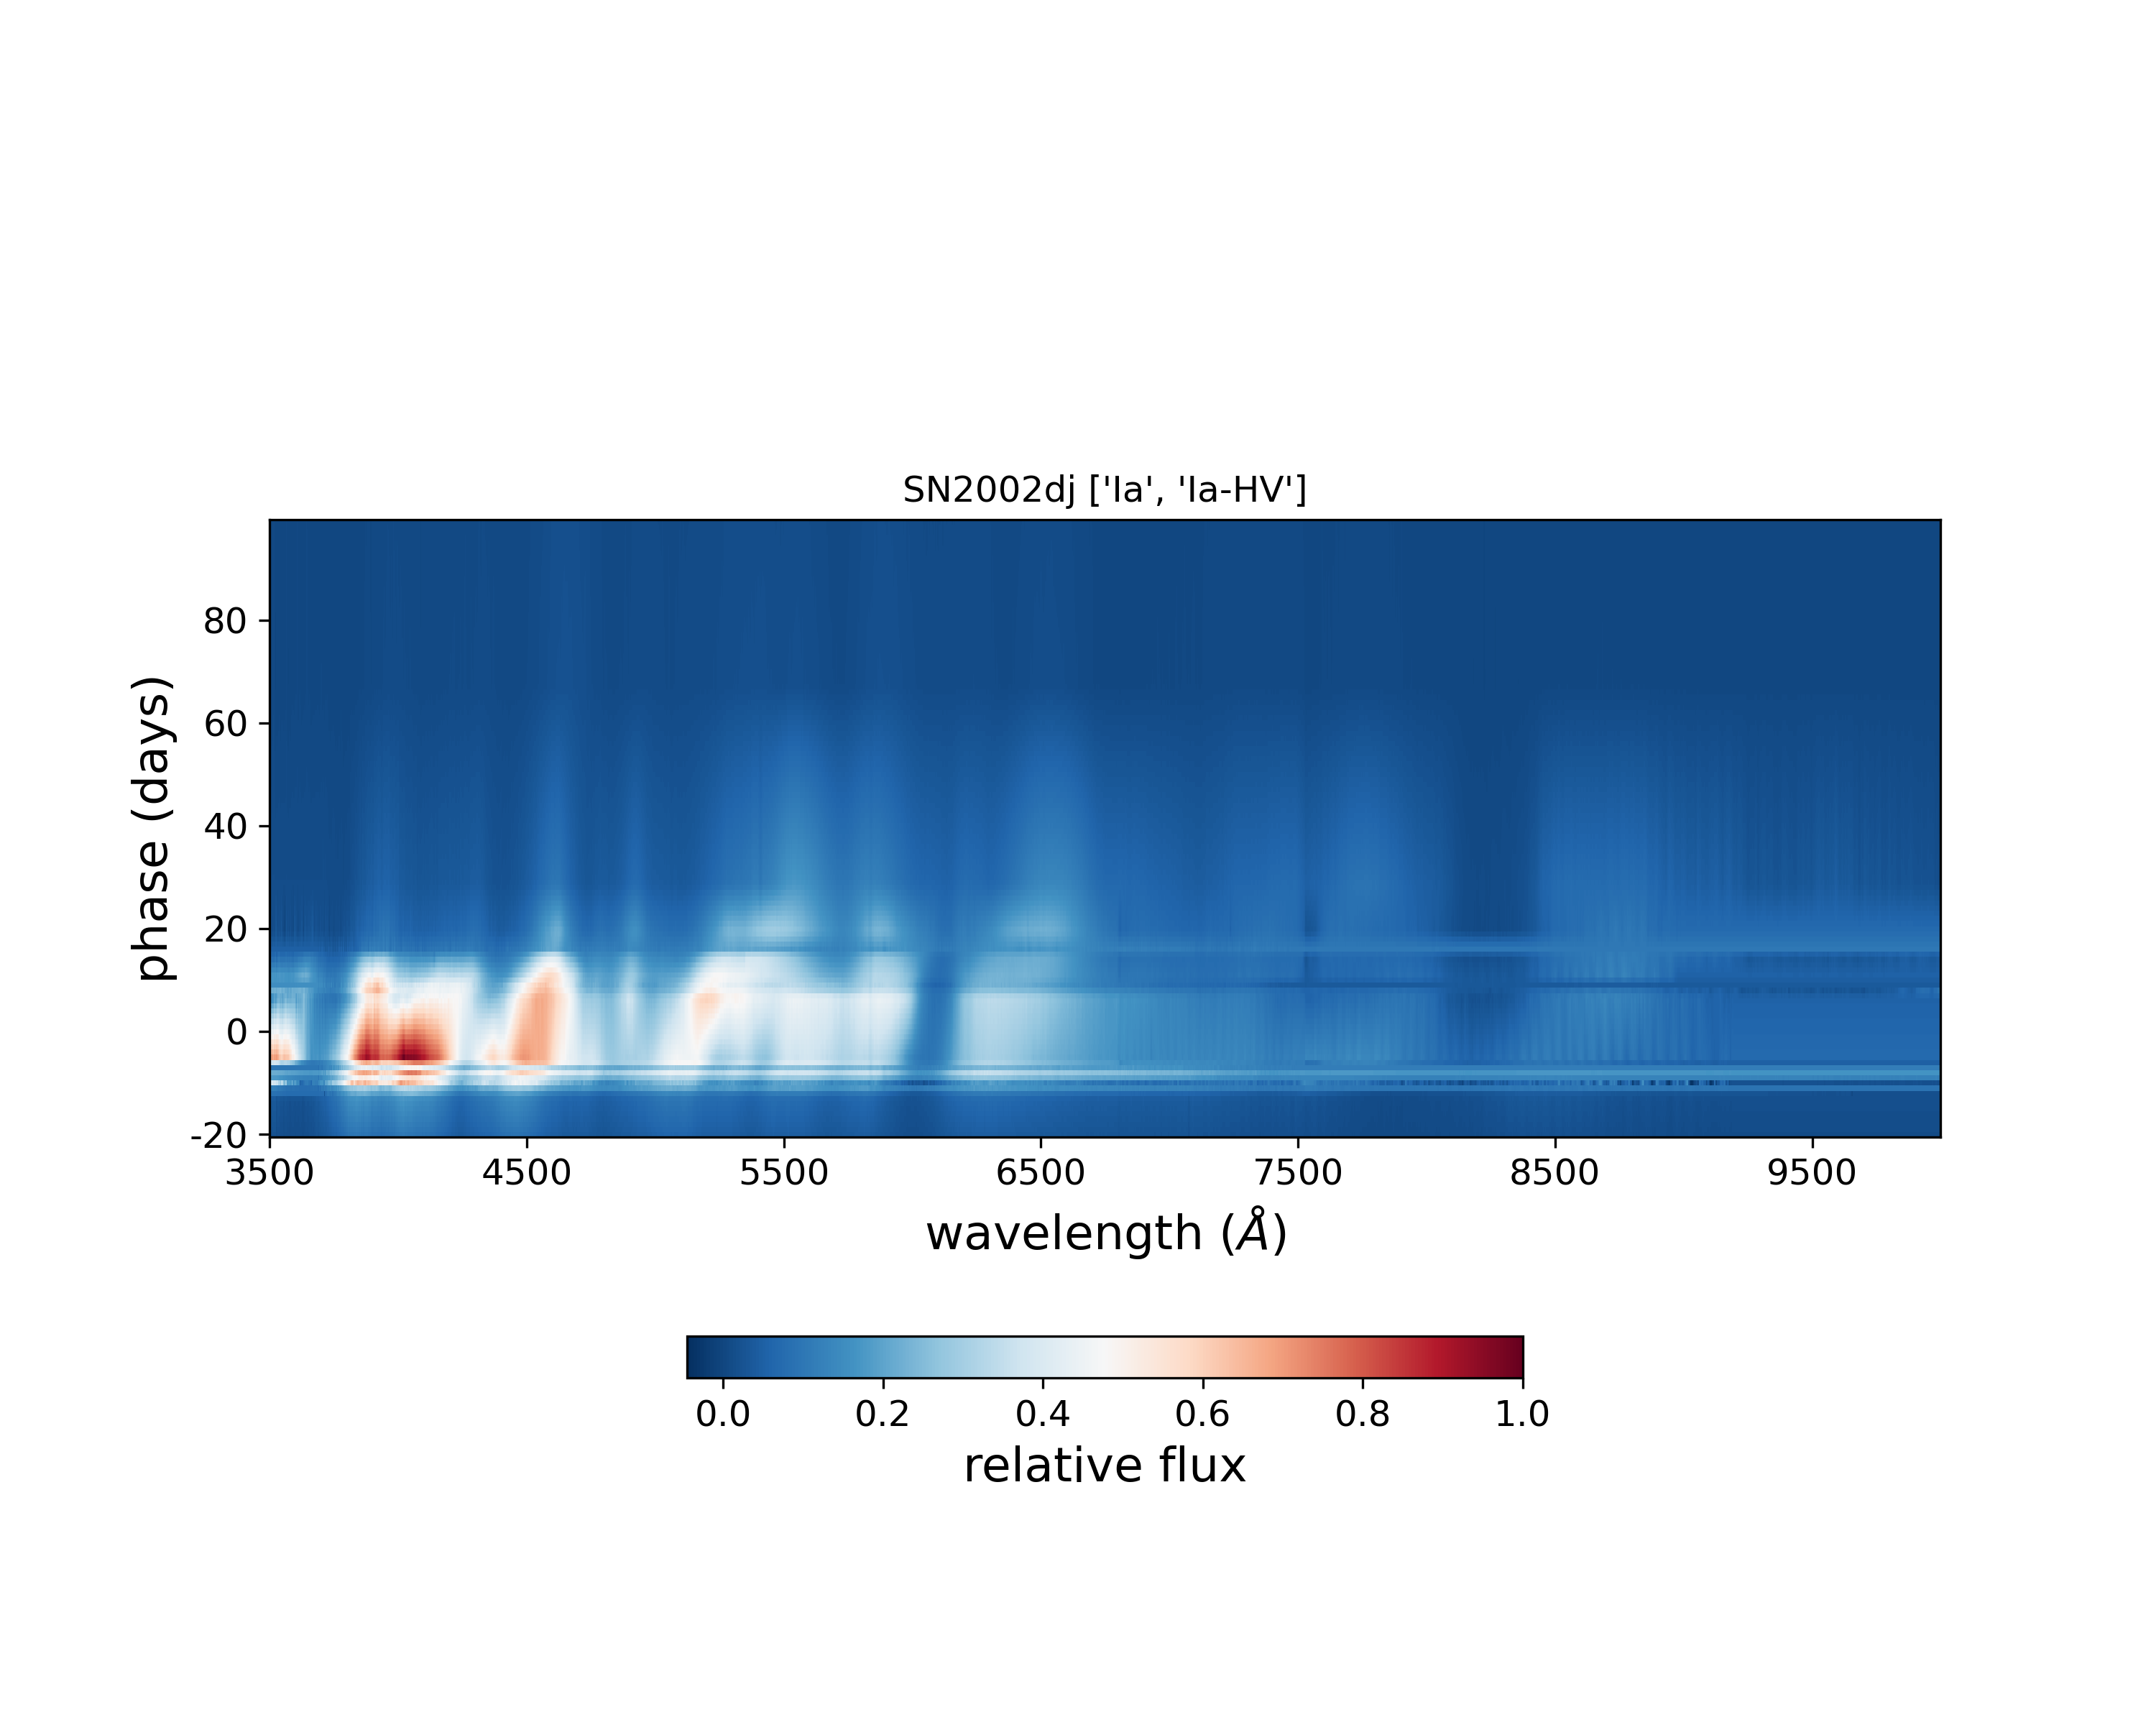 SN2002dj ['Ia', 'Ia-HV']
phase (days)
80
60
40
20
0
-20
3500 4500 5500 6500 7500 8500 9500
wavelength (Å)
0.0 0.2 0.4 0.6 0.8 1.0
relative flux